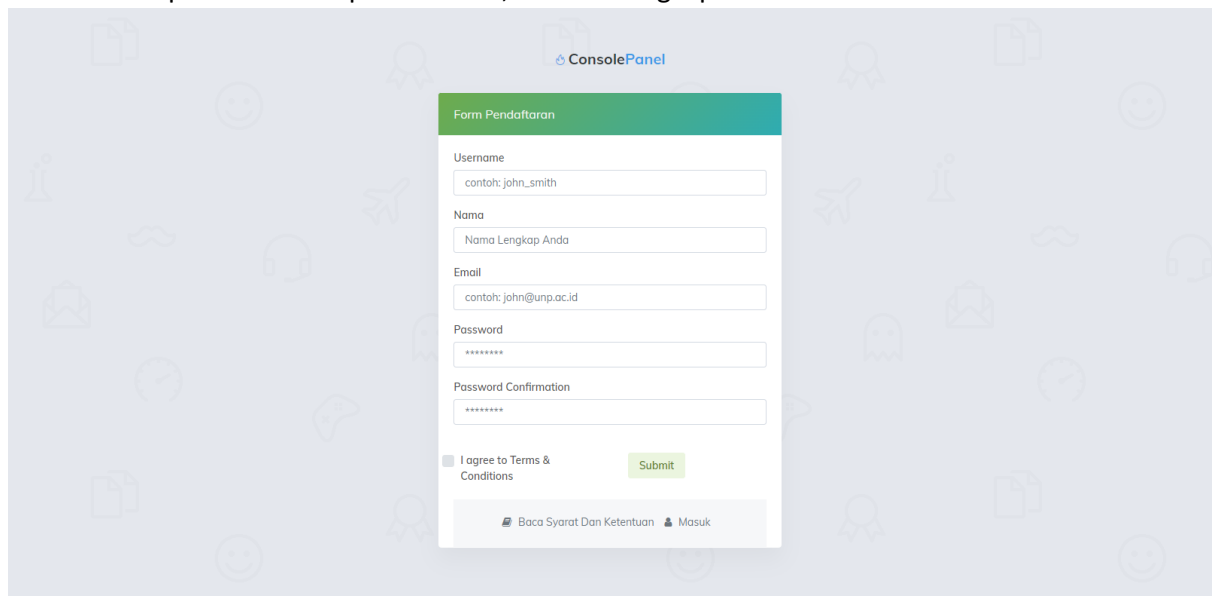 ConsolePanel
Form Pendaftaran
Username
contoh: john_smith
Nama
Nama Lengkap Anda
Email
contoh: john@unp.ac.id
Password
********
Password Confirmation
********
I agree to Terms &
Conditions
Submit
Baca Syarat Dan Ketentuan Masuk